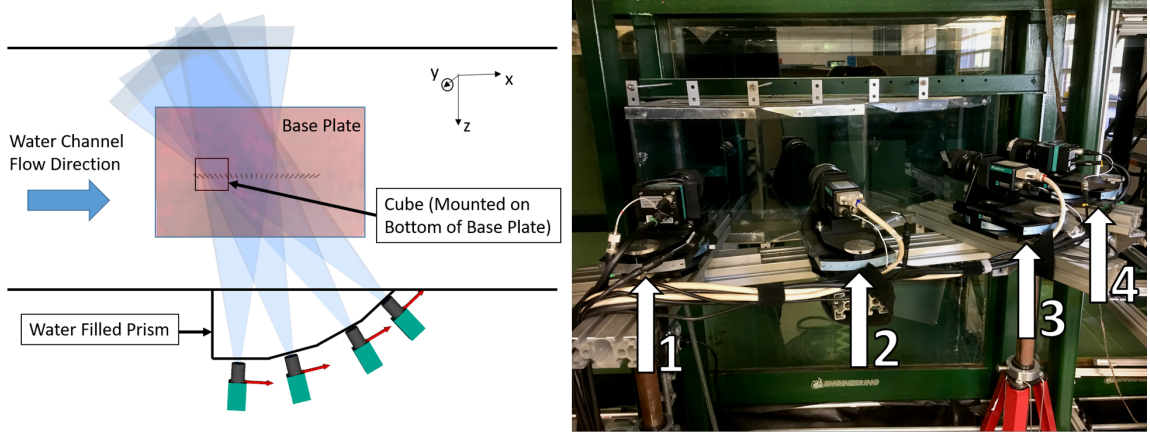 y
x
z
Base Plate
Water Channel
Flow Direction
Cube (Mounted on
Bottom of Base Plate)
Water Filled Prism
1
2
3
4
ENGINEERING